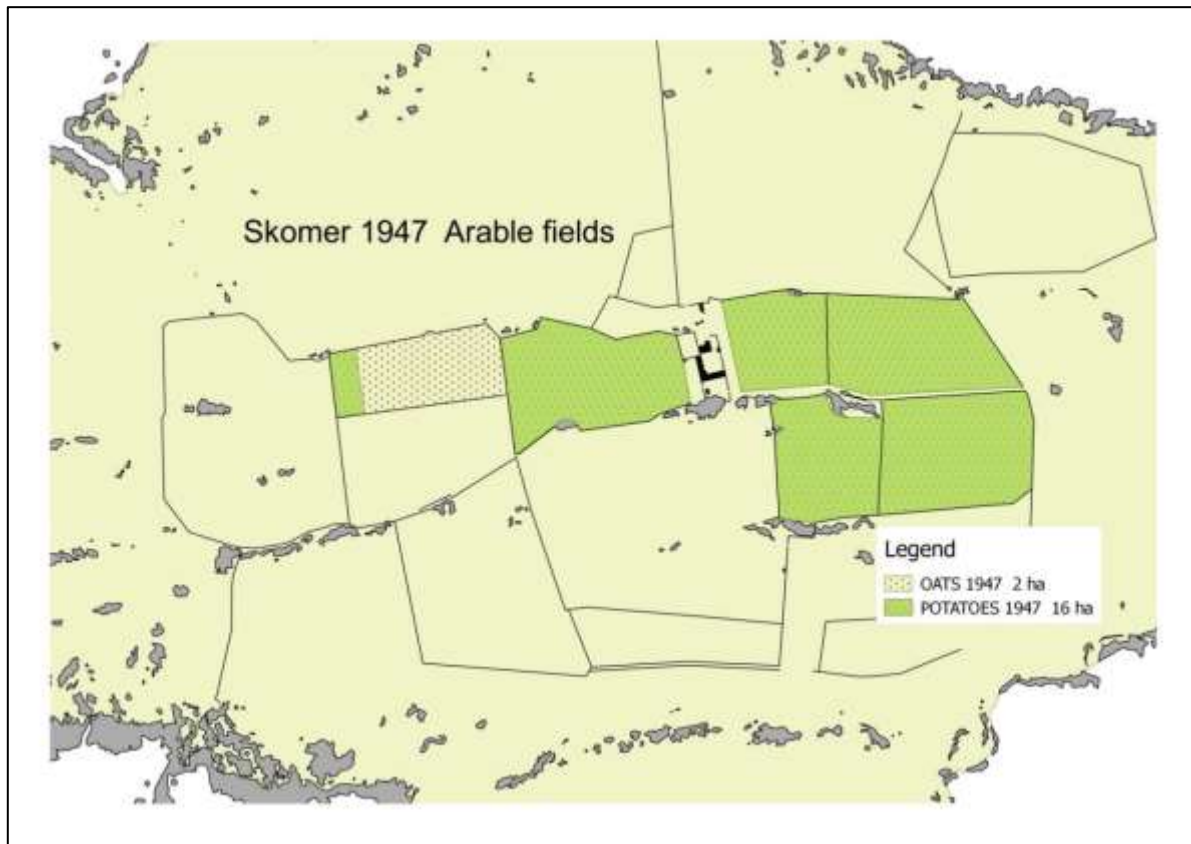 Skomer 1947 Arable fields
Legend
OATS 1947 2 ha
POTATOES 1947 16 ha